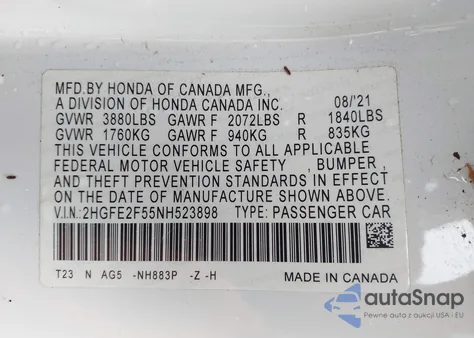 MFD.BY HONDA OF CANADA MFG.,
A DIVISION OF HONDA CANADA INC. 08/'21
GVWR 3880LBS GAWR F 2072LBS R 1840LBS
GVWR 1760KG GAWR F 940KG R 835KG
THIS VEHICLE CONFORMS TO ALL APPLICABLE
FEDERAL MOTOR VEHICLE SAFETY , BUMPER ,
AND THEFT PREVENTION STANDARDS IN EFFECT
ON THE DATE OF MANUFACTURE SHOWN ABOVE.
V.I.N.:2HGFE2F55NH523898 TYPE:PASSENGER CAR
T23 N AG5 -NH883P -Z -H MADE IN CANADA
autoSnap
Pewne auta z aukcji USA i EU